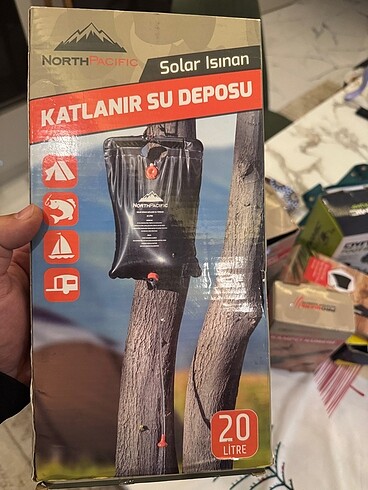 NORTHPACIFIC
Solar Isınan
KATLANIR SU DEPOSU
NORTHPACIFIC
20
LİTRE